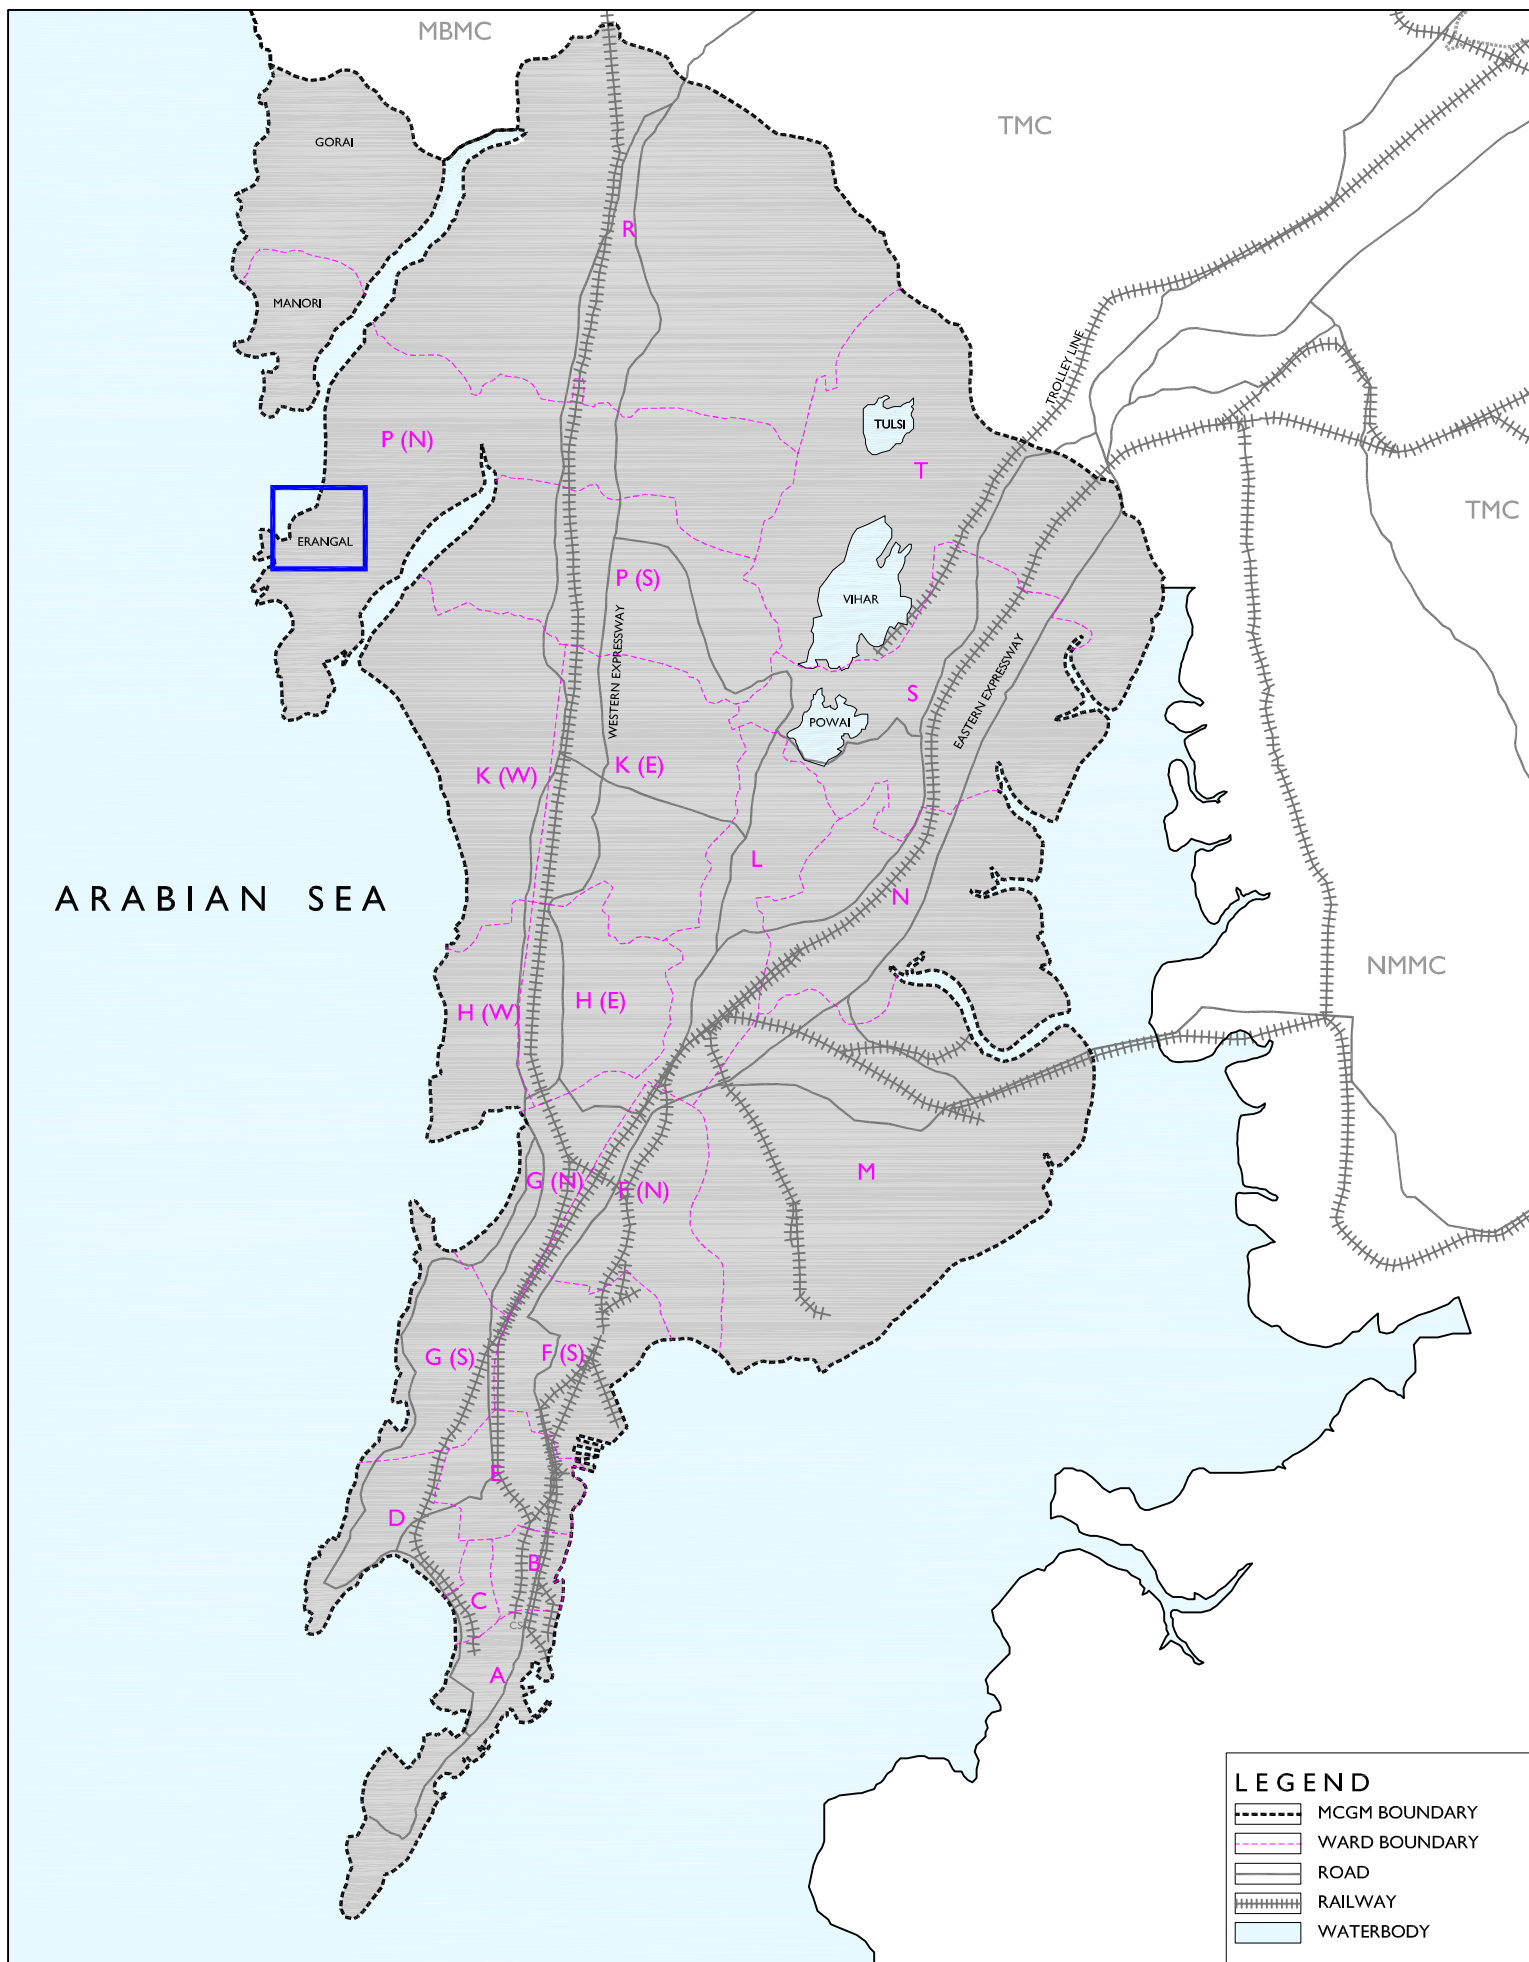 MBMC
TMC
GORAI
R
MANORI
TROLLEY LINE
TULSI
P (N)
T
TMC
ERANGAL
P (S)
VIHAR
WESTERN EXPRESSWAY
EASTERN EXPRESSWAY
S
POWAI
K (W)
K (E)
L
ARABIAN SEA
N
NMMC
H (W)
H (E)
M
G (N)
F (N)
G (S)
F (S)
E
D
B
C
A
LEGEND
MCGM BOUNDARY
WARD BOUNDARY
ROAD
RAILWAY
WATERBODY